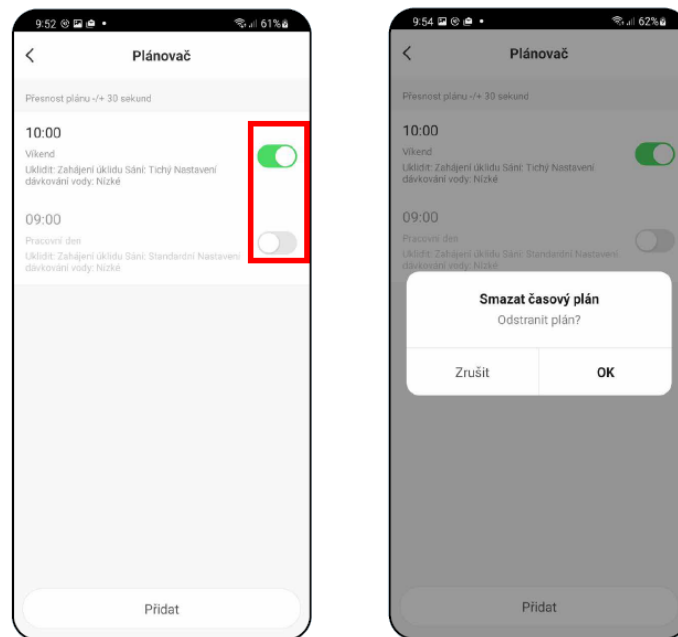 9:52
61%
Plánovač
Přesnost plánu -/+ 30 sekund
10:00
Víkend
Uklidit: Zahájení úklidu Sání: Tichý Nastavení
dávkování vody: Nízké
09:00
Pracovní den
Uklidit: Zahájení úklidu Sání: Standardní Nastavení
dávkování vody: Nízké
Přidat
9:54
62%
Plánovač
Přesnost plánu -/+ 30 sekund
10:00
Víkend
Uklidit: Zahájení úklidu Sání: Tichý Nastavení
dávkování vody: Nízké
09:00
Pracovní den
Uklidit: Zahájení úklidu Sání: Standardní Nastavení
dávkování vody: Nízké
Smazat časový plán
Odstranit plán?
Zrušit
OK
Přidat